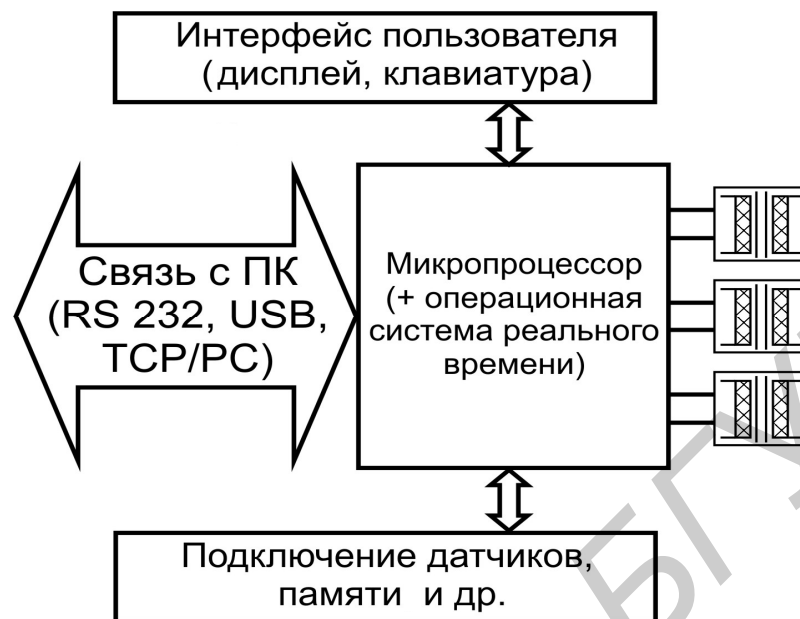 Интерфейс пользователя
(дисплей, клавиатура)
Связь с ПК
(RS 232, USB,
TCP/PC)
Микропроцессор
(+ операционная
система реального
времени)
Подключение датчиков,
памяти и др.
БГУ